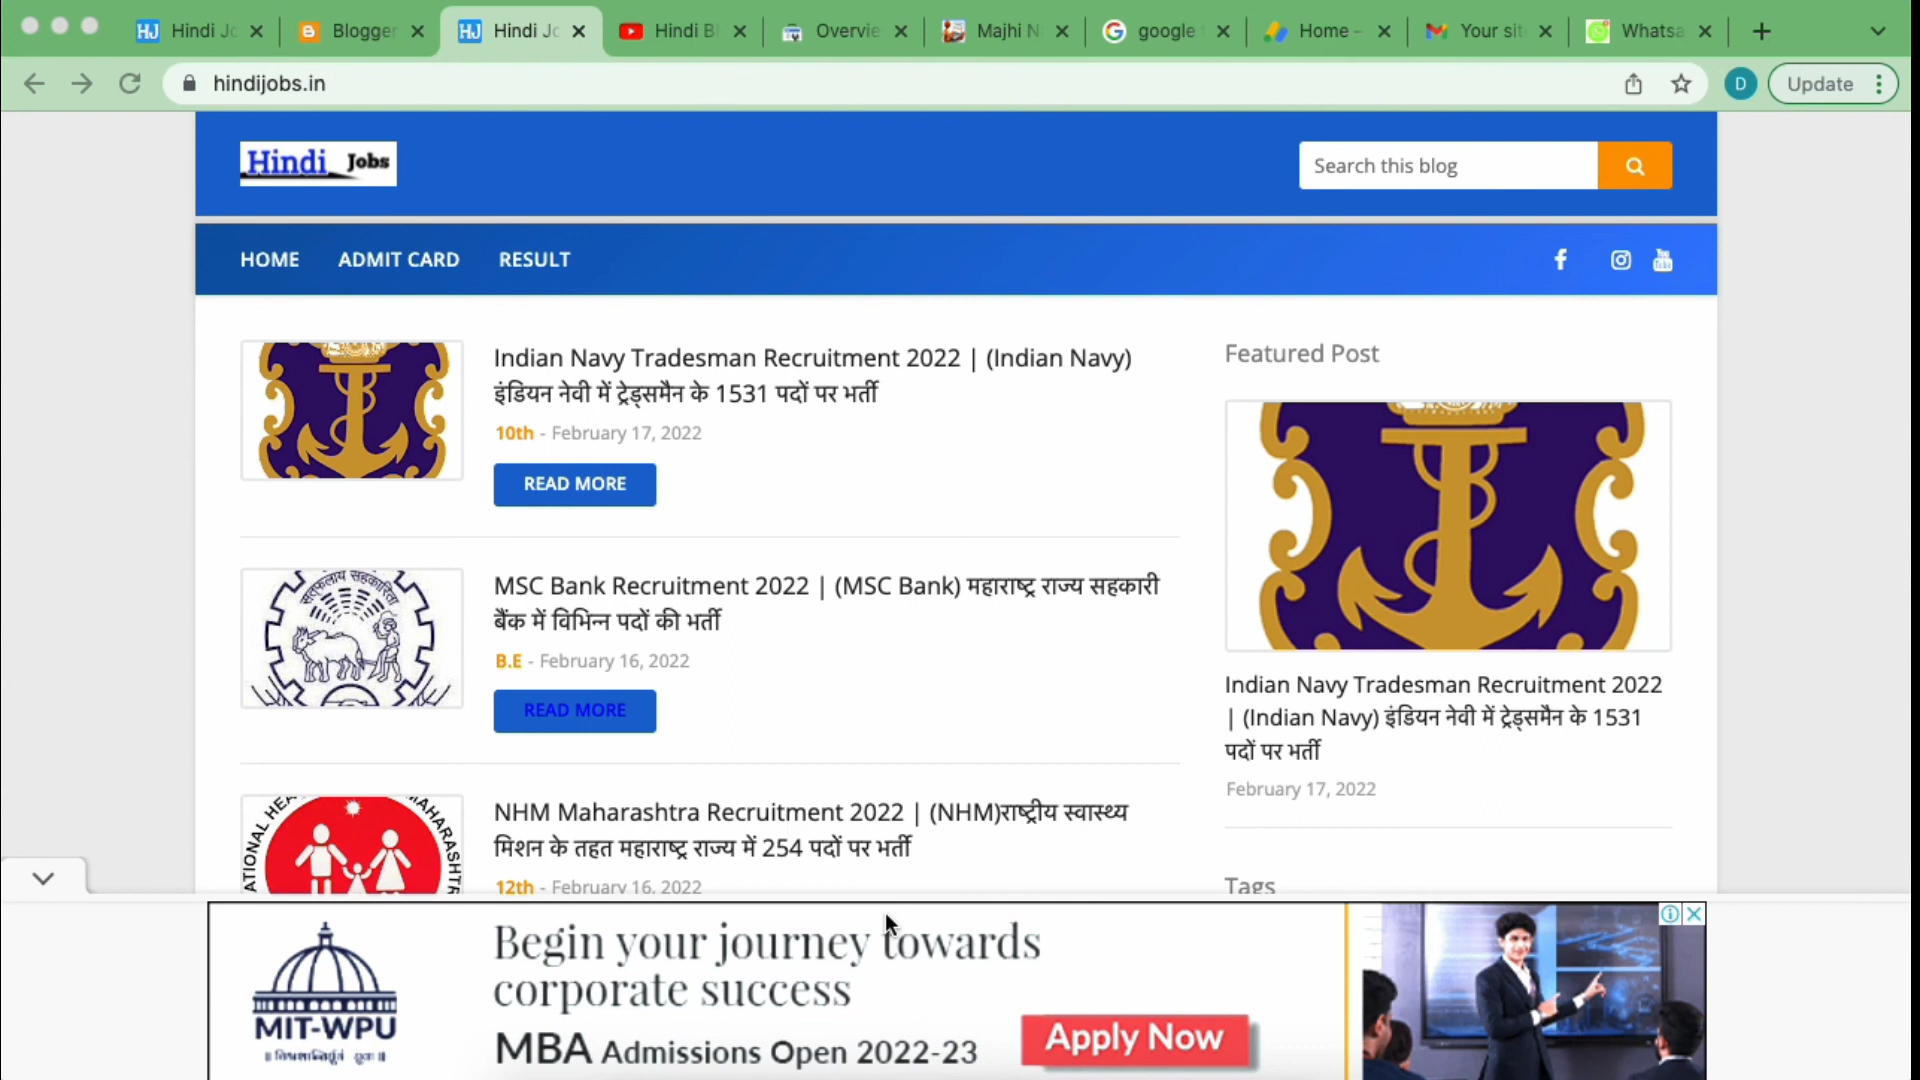 Hindi Jo
Blogger
Hindi Jo
Hindi Bl
Overvie
Majhi N
google
Home -
Your sit
Whatsa
hindijobs.in
D
Update
Hindi Jobs
Search this blog
HOME
ADMIT CARD
RESULT
Indian Navy Tradesman Recruitment 2022 | (Indian Navy)
इंडियन नेवी में ट्रेड्समैन के 1531 पदों पर भर्ती
10th - February 17, 2022
READ MORE
Featured Post
Indian Navy Tradesman Recruitment 2022
| (Indian Navy) इंडियन नेवी में ट्रेड्समैन के 1531
पदों पर भर्ती
February 17, 2022
MSC Bank Recruitment 2022 | (MSC Bank) महाराष्ट्र राज्य सहकारी
बैंक में विभिन्न पदों की भर्ती
B.E - February 16, 2022
READ MORE
NHM Maharashtra Recruitment 2022 | (NHM)राष्ट्रीय स्वास्थ्य
मिशन के तहत महाराष्ट्र राज्य में 254 पदों पर भर्ती
12th - February 16, 2022
Tags
MIT-WPU
Begin your journey towards
corporate success
MBA Admissions Open 2022-23
Apply Now